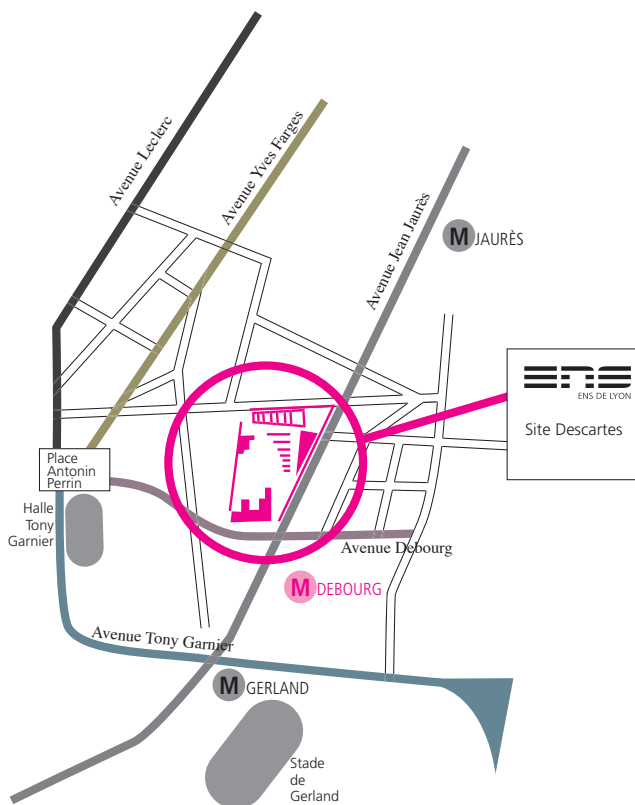 Avenue Leclerc
Avenue Yves Farges
Avenue Jean Jaurès
M JAURÈS
ens
ENS DE LYON
Site Descartes
Place
Antonin
Perrin
Halle
Tony
Garnier
Avenue Debourg
M DEBOURG
Avenue Tony Garnier
M GERLAND
Stade
de
Gerland